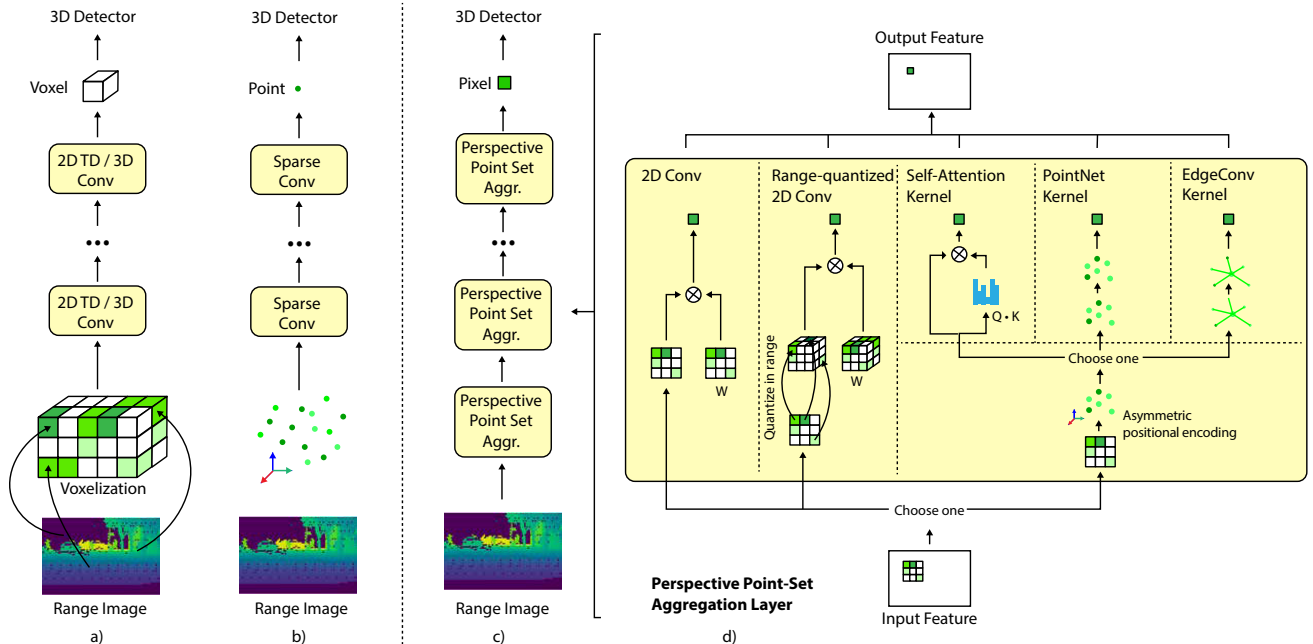 3D Detector
Voxel
2D TD / 3D
Conv
•••
2D TD / 3D
Conv
Voxelization
Range Image
a)
3D Detector
Point
Sparse
Conv
•••
Sparse
Conv
Range Image
b)
3D Detector
Pixel
Perspective
Point Set
Aggr.
•••
Perspective
Point Set
Aggr.
Perspective
Point Set
Aggr.
Range Image
c)
Output Feature
2D Conv
W
Range-quantized
2D Conv
Quantize in range
W
Self-Attention
Kernel
Q • K
PointNet
Kernel
EdgeConv
Kernel
Choose one
Asymmetric
positional encoding
Choose one
Perspective Point-Set
Aggregation Layer
Input Feature
d)